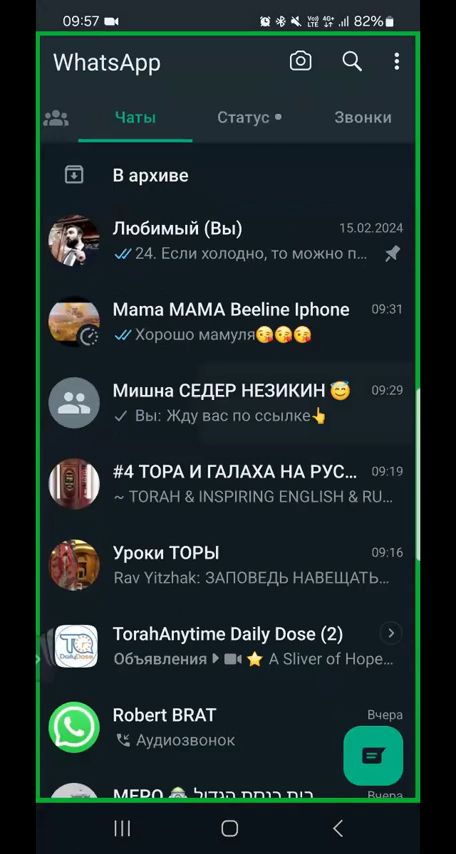 09:57 82%
WhatsApp
Чаты Статус Звонки
В архиве
Любимый (Вы) 15.02.2024
24. Если холодно, то можно п...
Mama MAMA Beeline Iphone 09:31
Хорошо мамуля😘😘😘
Мишна СЕДЕР НЕЗИКИН 😇 09:29
Вы: Жду вас по ссылке👆
#4 ТОРА И ГАЛАХА НА РУС... 09:19
~ TORAH & INSPIRING ENGLISH & RU...
Уроки ТОРЫ 09:16
Rav Yitzhak: ЗАПОВЕДЬ НАВЕЩАТЬ...
TorahAnytime Daily Dose (2)
Объявления ⭐ A Sliver of Hope...
Robert BRAT Вчера
Аудиозвонок
בית כנסת הגדול Вчера